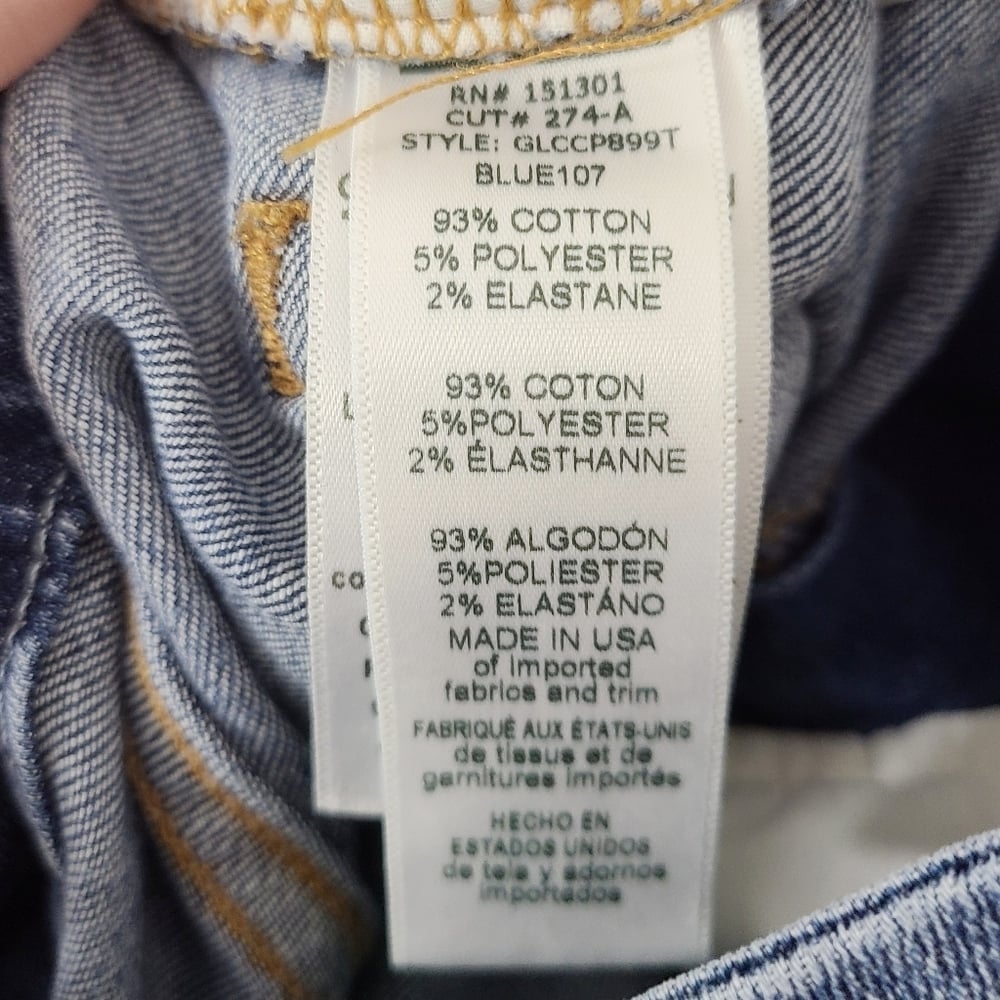 RN# 151301
CUT# 274-A
STYLE: GLCCP899T
BLUE107
93% COTTON
5% POLYESTER
2% ELASTANE
93% COTON
5%POLYESTER
2% ÉLASTHANNE
93% ALGODÓN
5%POLIESTER
2% ELASTÁNO
MADE IN USA
of imported
fabrics and trim
FABRIQUÉ AUX ÉTATS-UNIS
de tissus et de
garnitures importés
HECHO EN
ESTADOS UNIDOS
de tela y adornos
importados